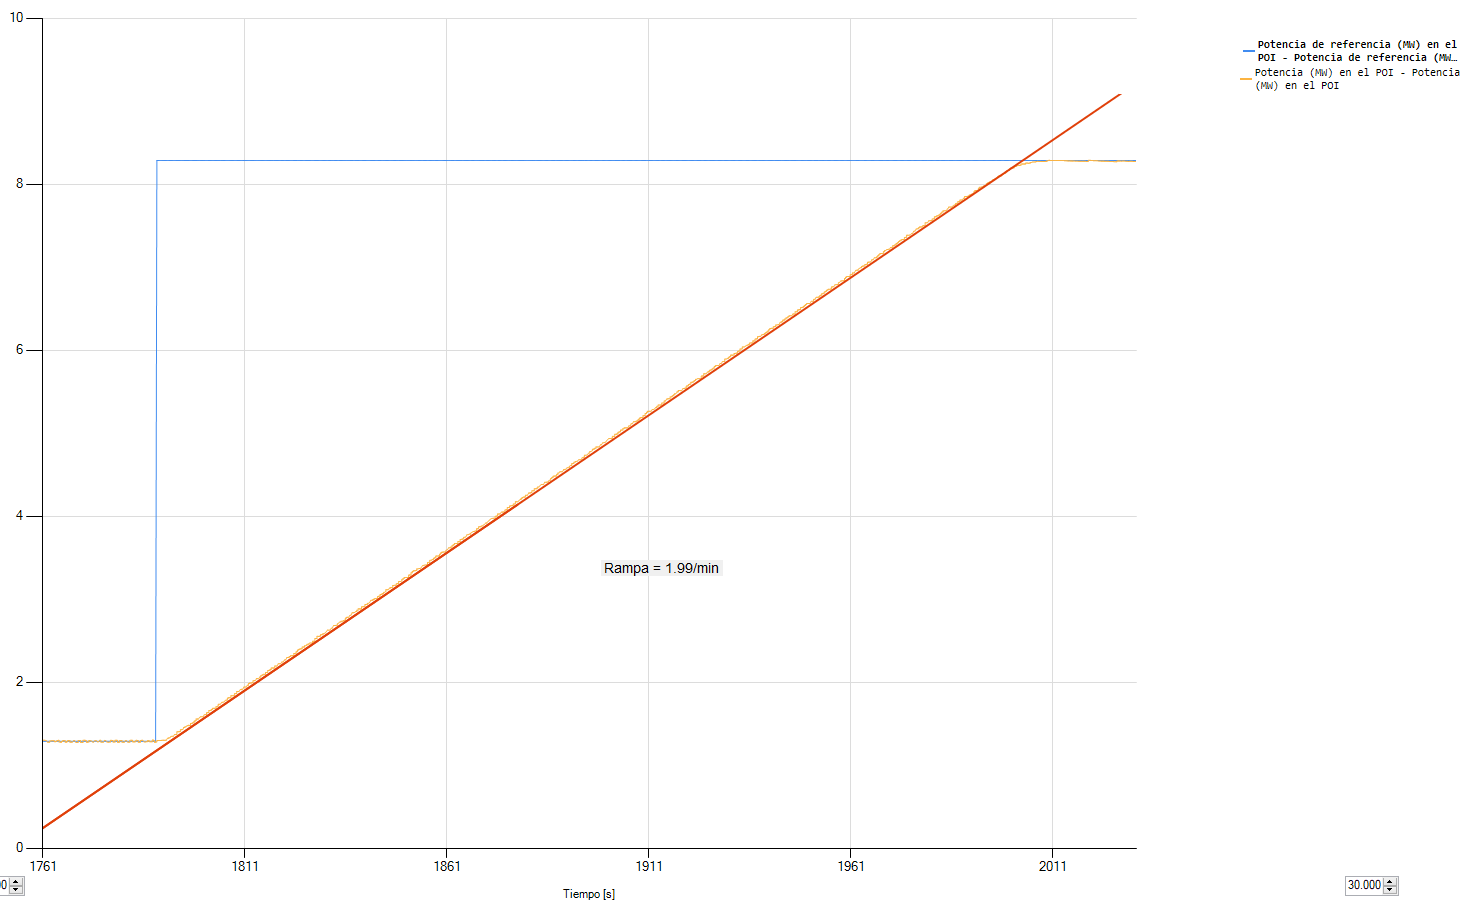 10
Potencia de referencia (MW) en el
POI - Potencia de referencia (MW…
Potencia (MW) en el POI - Potencia
(MW) en el POI
8
6
4
Rampa = 1.99/min
2
0
1761 1811 1861 1911 1961 2011
30.000
Tiempo [s]